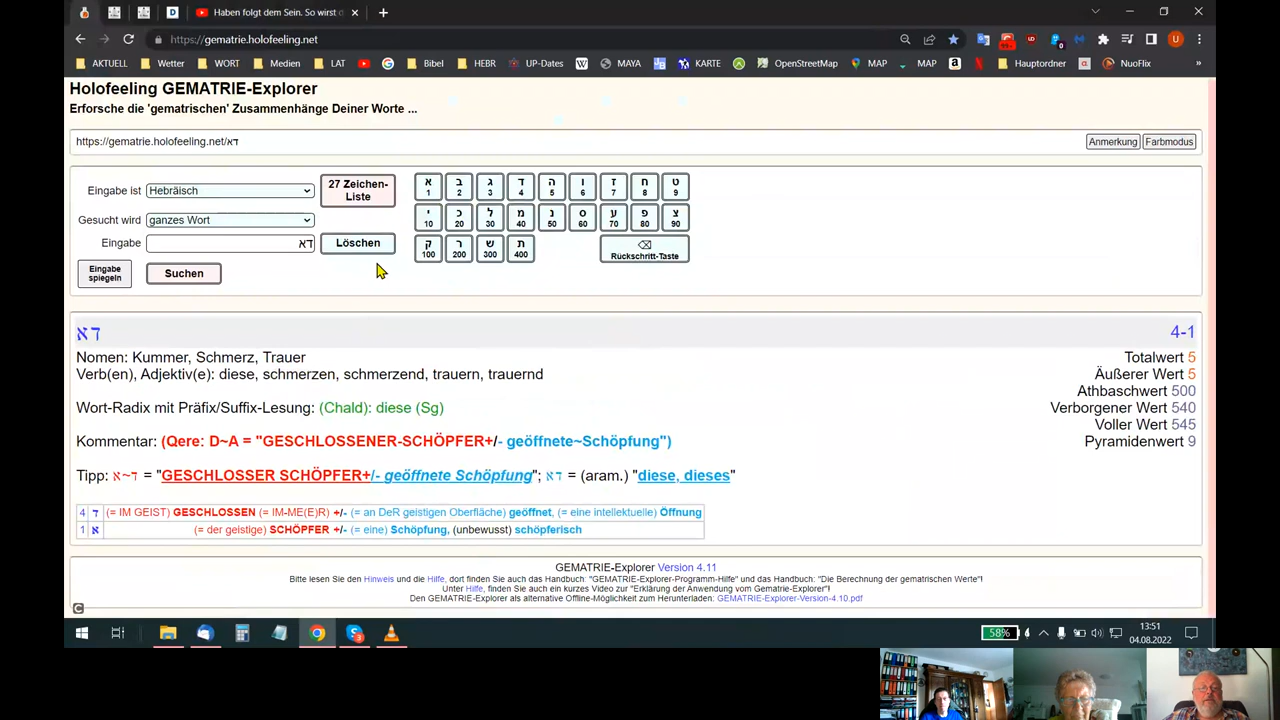 Haben folgt dem Sein. So wirst d
https://gematrie.holofeeling.net
AKTUELL Wetter WORT Medien LAT Bibel HEBR UP-Dates MAYA KARTE OpenStreetMap MAP MAP Hauptordner NuoFlix »
Holofeeling GEMATRIE-Explorer
Erforsche die 'gematrischen' Zusammenhänge Deiner Worte ...
https://gematrie.holofeeling.net/דא Anmerkung Farbmodus
Eingabe ist Hebräisch 27 Zeichen-Liste
Gesucht wird ganzes Wort
Eingabe דא Löschen
Eingabe spiegeln Suchen
א ב ג ד ה ו ז ח ט
1 2 3 4 5 6 7 8 9
י כ ל מ נ ס ע פ צ
10 20 30 40 50 60 70 80 90
ק ר ש ת
100 200 300 400 Rückschritt-Taste
דא 4-1
Nomen: Kummer, Schmerz, Trauer Totalwert 5
Verb(en), Adjektiv(e): diese, schmerzen, schmerzend, trauern, trauernd Äußerer Wert 5
Athbaschwert 500
Wort-Radix mit Präfix/Suffix-Lesung: (Chald): diese (Sg) Verborgener Wert 540
Voller Wert 545
Kommentar: (Qere: D~A = "GESCHLOSSENER-SCHÖPFER+/- geöffnete~Schöpfung") Pyramidenwert 9
Tipp: ד~א = "GESCHLOSSER SCHÖPFER+/- geöffnete Schöpfung"; דא = (aram.) "diese, dieses"
4 ד (= IM GEIST) GESCHLOSSEN (= IM-ME(E)R) +/- (= an DeR geistigen Oberfläche) geöffnet, (= eine intellektuelle) Öffnung
1 א (= der geistige) SCHÖPFER +/- (= eine) Schöpfung, (unbewusst) schöpferisch
GEMATRIE-Explorer Version 4.11
Bitte lesen Sie den Hinweis und die Hilfe, dort finden Sie auch das Handbuch: "GEMATRIE-Explorer-Programm-Hilfe" und das Handbuch: "Die Berechnung der gematrischen Werte"!
Unter Hilfe, finden Sie auch ein kurzes Video zur "Erklärung der Anwendung vom Gematrie-Explorer"!
Den GEMATRIE-Explorer als alternative Offline-Möglichkeit zum Herunterladen: GEMATRIE-Explorer-Version-4.10.pdf
58% 13:51
04.08.2022